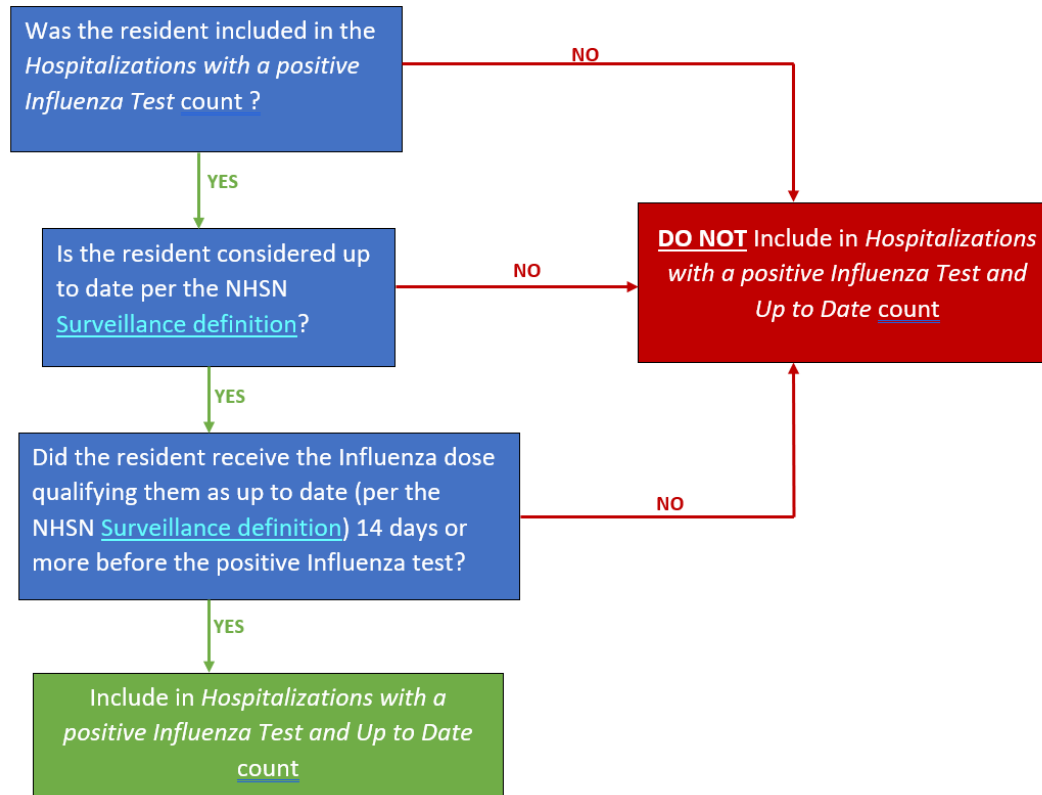 Was the resident included in the
Hospitalizations with a positive
Influenza Test count ?
NO
YES
Is the resident considered up
to date per the NHSN
Surveillance definition?
NO
DO NOT Include in Hospitalizations
with a positive Influenza Test and
Up to Date count
YES
Did the resident receive the Influenza dose
qualifying them as up to date (per the
NHSN Surveillance definition) 14 days or
more before the positive Influenza test?
NO
YES
Include in Hospitalizations with a
positive Influenza Test and Up to Date
count